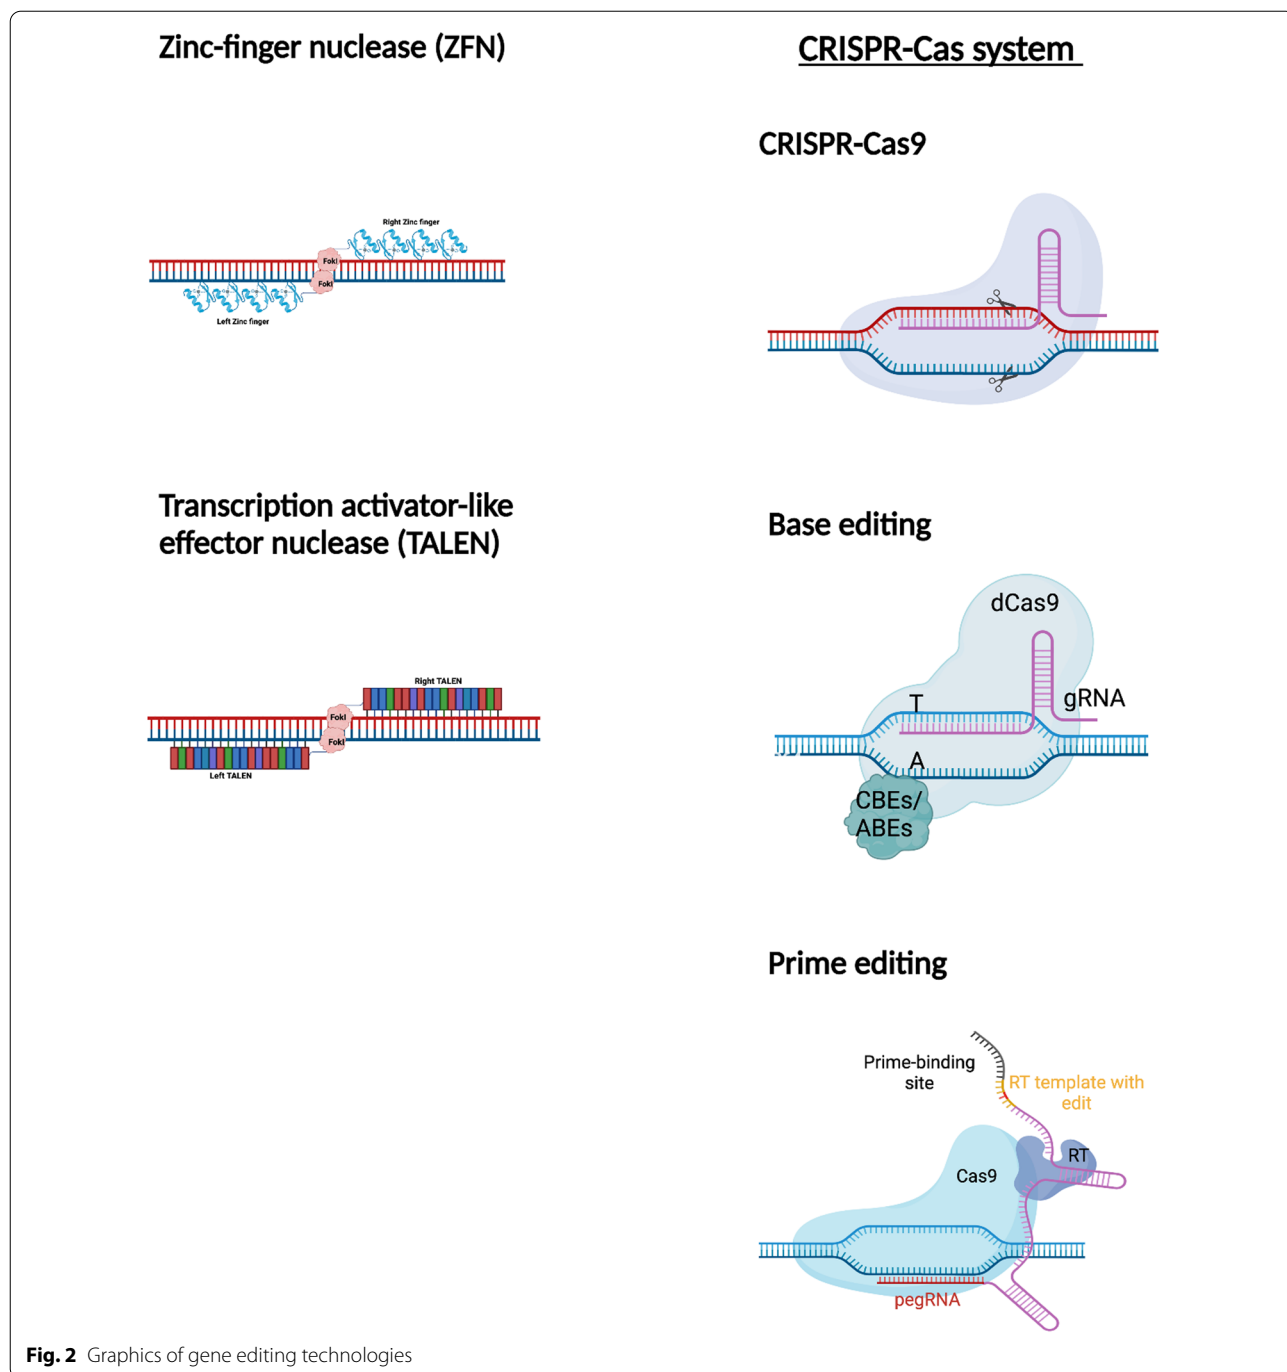 Zinc-finger nuclease (ZFN)
Right Zinc finger
FokI
FokI
Left Zinc finger
Transcription activator-like
effector nuclease (TALEN)
Right TALEN
FokI
FokI
Left TALEN
CRISPR-Cas system
CRISPR-Cas9
Base editing
dCas9
gRNA
T
A
CBEs/
ABEs
Prime editing
Prime-binding
site
RT template with
edit
RT
Cas9
pegRNA
Fig. 2 Graphics of gene editing technologies